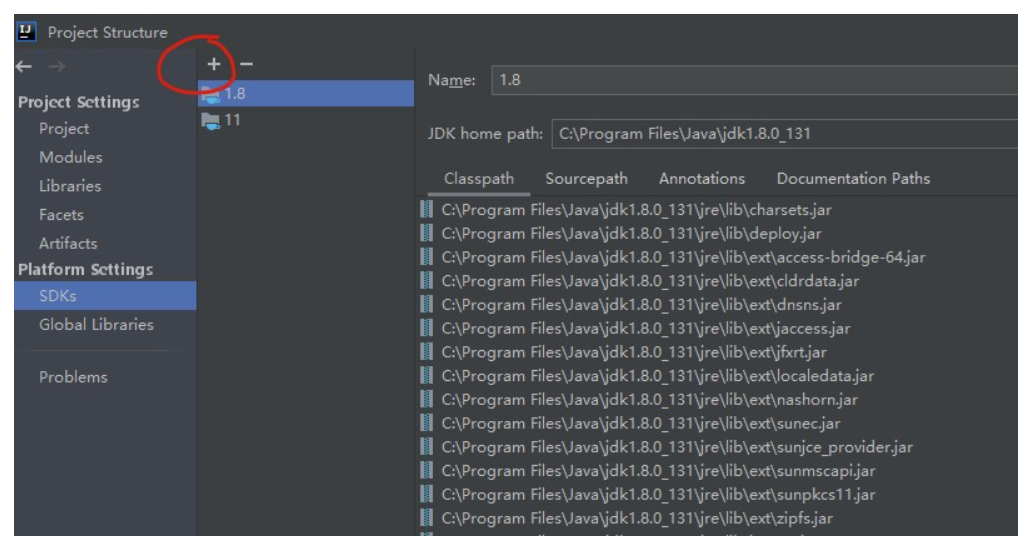 Project Structure
Project Settings
Project
Modules
Libraries
Facets
Artifacts
Platform Settings
SDKs
Global Libraries
Problems
1.8
11
Name: 1.8
JDK home path: C:\Program Files\Java\jdk1.8.0_131
Classpath Sourcepath Annotations Documentation Paths
C:\Program Files\Java\jdk1.8.0_131\jre\lib\charsets.jar
C:\Program Files\Java\jdk1.8.0_131\jre\lib\deploy.jar
C:\Program Files\Java\jdk1.8.0_131\jre\lib\ext\access-bridge-64.jar
C:\Program Files\Java\jdk1.8.0_131\jre\lib\ext\cldrdata.jar
C:\Program Files\Java\jdk1.8.0_131\jre\lib\ext\dnsns.jar
C:\Program Files\Java\jdk1.8.0_131\jre\lib\ext\jaccess.jar
C:\Program Files\Java\jdk1.8.0_131\jre\lib\ext\jfxrt.jar
C:\Program Files\Java\jdk1.8.0_131\jre\lib\ext\localedata.jar
C:\Program Files\Java\jdk1.8.0_131\jre\lib\ext\nashorn.jar
C:\Program Files\Java\jdk1.8.0_131\jre\lib\ext\sunec.jar
C:\Program Files\Java\jdk1.8.0_131\jre\lib\ext\sunjce_provider.jar
C:\Program Files\Java\jdk1.8.0_131\jre\lib\ext\sunmscapi.jar
C:\Program Files\Java\jdk1.8.0_131\jre\lib\ext\sunpkcs11.jar
C:\Program Files\Java\jdk1.8.0_131\jre\lib\ext\zipfs.jar